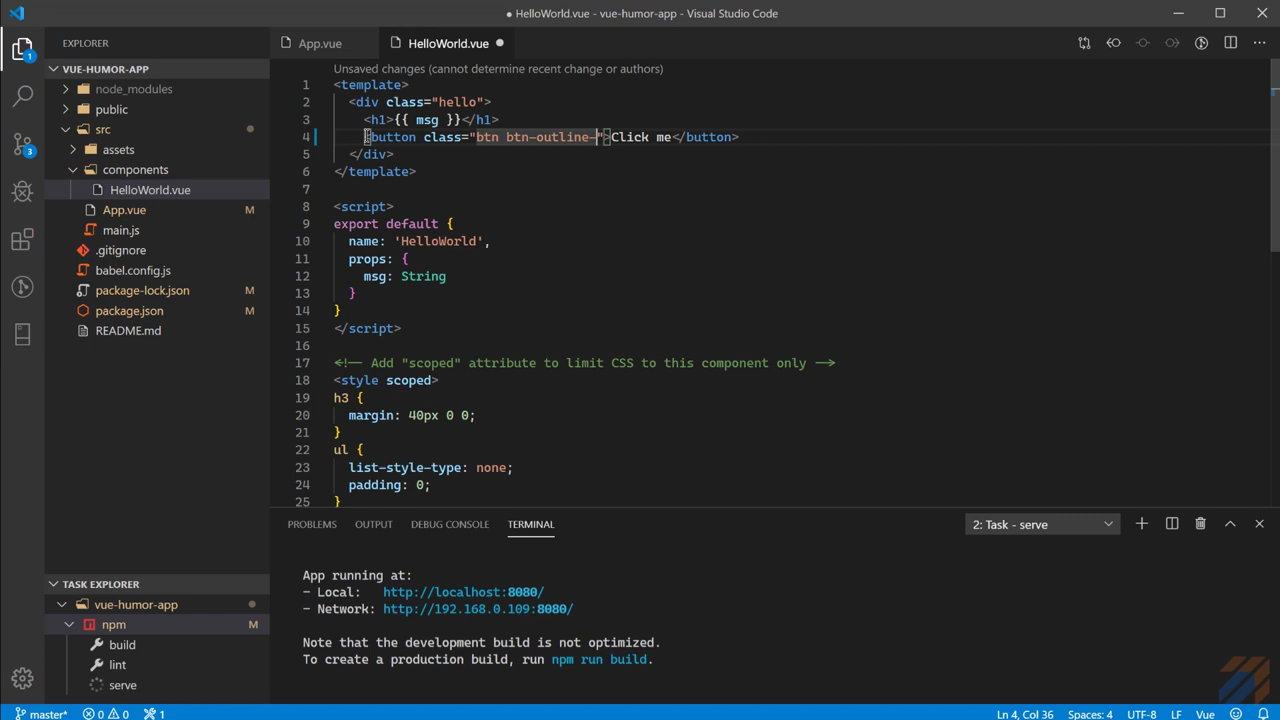 ● HelloWorld.vue - vue-humor-app - Visual Studio Code
EXPLORER
App.vue
HelloWorld.vue ●
1
VUE-HUMOR-APP
node_modules
public
src
assets
components
HelloWorld.vue
App.vue M
main.js
.gitignore
babel.config.js
package-lock.json M
package.json M
README.md
3
TASK EXPLORER
vue-humor-app
npm M
build
lint
serve
Unsaved changes (cannot determine recent change or authors)
1 <template>
2 <div class="hello">
3 <h1>{{ msg }}</h1>
4 <button class="btn btn-outline-">Click me</button>
5 </div>
6 </template>
7
8 <script>
9 export default {
10 name: 'HelloWorld',
11 props: {
12 msg: String
13 }
14 }
15 </script>
16
17 <!-- Add "scoped" attribute to limit CSS to this component only -->
18 <style scoped>
19 h3 {
20 margin: 40px 0 0;
21 }
22 ul {
23 list-style-type: none;
24 padding: 0;
25 }
PROBLEMS OUTPUT DEBUG CONSOLE TERMINAL 2: Task - serve
App running at:
- Local: http://localhost:8080/
- Network: http://192.168.0.109:8080/
Note that the development build is not optimized.
To create a production build, run npm run build.
master* 0 0 1 Ln 4, Col 36 Spaces: 4 UTF-8 LF Vue